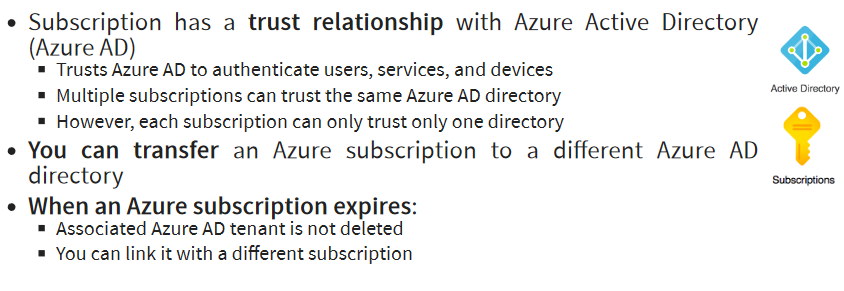 • Subscription has a trust relationship with Azure Active Directory
(Azure AD)
▪ Trusts Azure AD to authenticate users, services, and devices
▪ Multiple subscriptions can trust the same Azure AD directory
▪ However, each subscription can only trust only one directory
• You can transfer an Azure subscription to a different Azure AD
directory
• When an Azure subscription expires:
▪ Associated Azure AD tenant is not deleted
▪ You can link it with a different subscription
Active Directory
Subscriptions